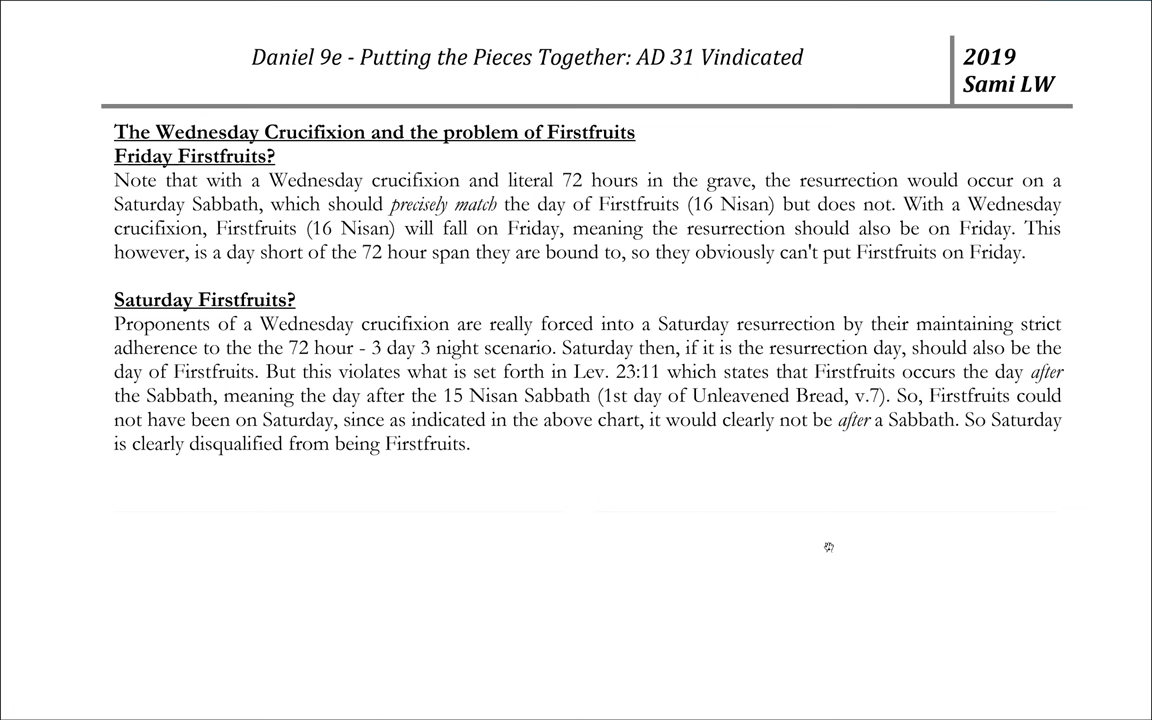 Daniel 9e - Putting the Pieces Together: AD 31 Vindicated
2019
Sami LW
The Wednesday Crucifixion and the problem of Firstfruits
Friday Firstfruits?
Note that with a Wednesday crucifixion and literal 72 hours in the grave, the resurrection would occur on a
Saturday Sabbath, which should precisely match the day of Firstfruits (16 Nisan) but does not. With a Wednesday
crucifixion, Firstfruits (16 Nisan) will fall on Friday, meaning the resurrection should also be on Friday. This
however, is a day short of the 72 hour span they are bound to, so they obviously can't put Firstfruits on Friday.
Saturday Firstfruits?
Proponents of a Wednesday crucifixion are really forced into a Saturday resurrection by their maintaining strict
adherence to the the 72 hour - 3 day 3 night scenario. Saturday then, if it is the resurrection day, should also be the
day of Firstfruits. But this violates what is set forth in Lev. 23:11 which states that Firstfruits occurs the day after
the Sabbath, meaning the day after the 15 Nisan Sabbath (1st day of Unleavened Bread, v.7). So, Firstfruits could
not have been on Saturday, since as indicated in the above chart, it would clearly not be after a Sabbath. So Saturday
is clearly disqualified from being Firstfruits.